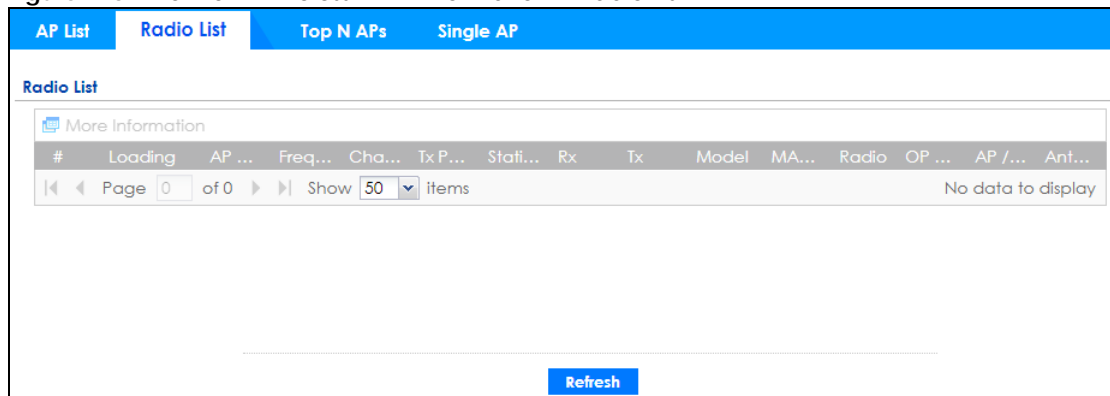 AP List Radio List Top N APs Single AP
Radio List
More Information
# Loading AP ... Freq... Cha... Tx P... Stati... Rx Tx Model MA... Radio OP ... AP /... Ant...
Page 0 of 0 Show 50 items No data to display
Refresh